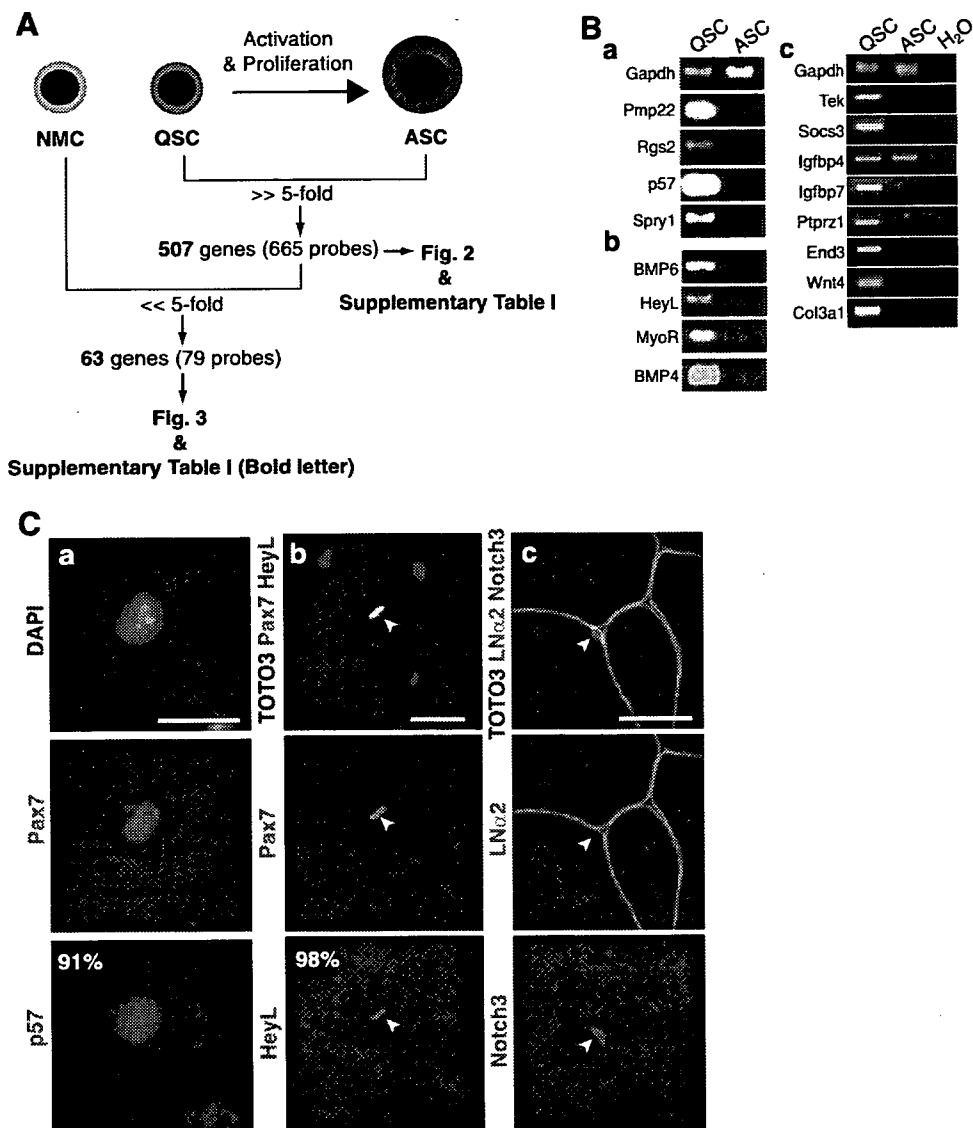 A
Activation
& Proliferation
NMC
QSC
ASC
>> 5-fold
507 genes (665 probes)
Fig. 2
&
Supplementary Table I
<< 5-fold
63 genes (79 probes)
Fig. 3
&
Supplementary Table I (Bold letter)
B
a
QSC ASC
Gapdh
Pmp22
Rgs2
p57
Spry1
b
BMP6
HeyL
MyoR
BMP4
c
QSC ASC H₂O
Gapdh
Tek
Socs3
Igfbp4
Igfbp7
Ptprz1
End3
Wnt4
Col3a1
C
a
DAPI
Pax7
91%
p57
b
TOTO3 Pax7 HeyL
Pax7
98%
HeyL
c
TOTO3 LNα2 Notch3
LNα2
Notch3